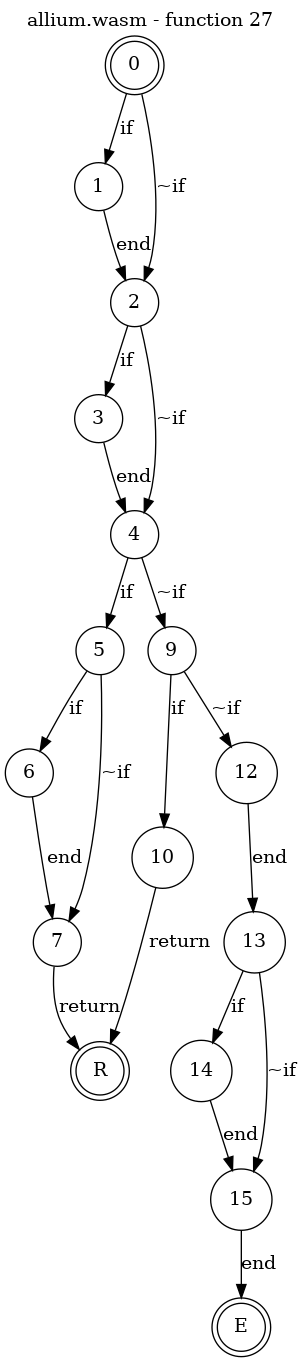 allium.wasm - function 27
0
if
1
~if
end
2
if
3
~if
end
4
if
~if
5
9
if
~if
if
~if
6
12
10
end
end
7
13
return
return
if
R
14
~if
end
15
end
E